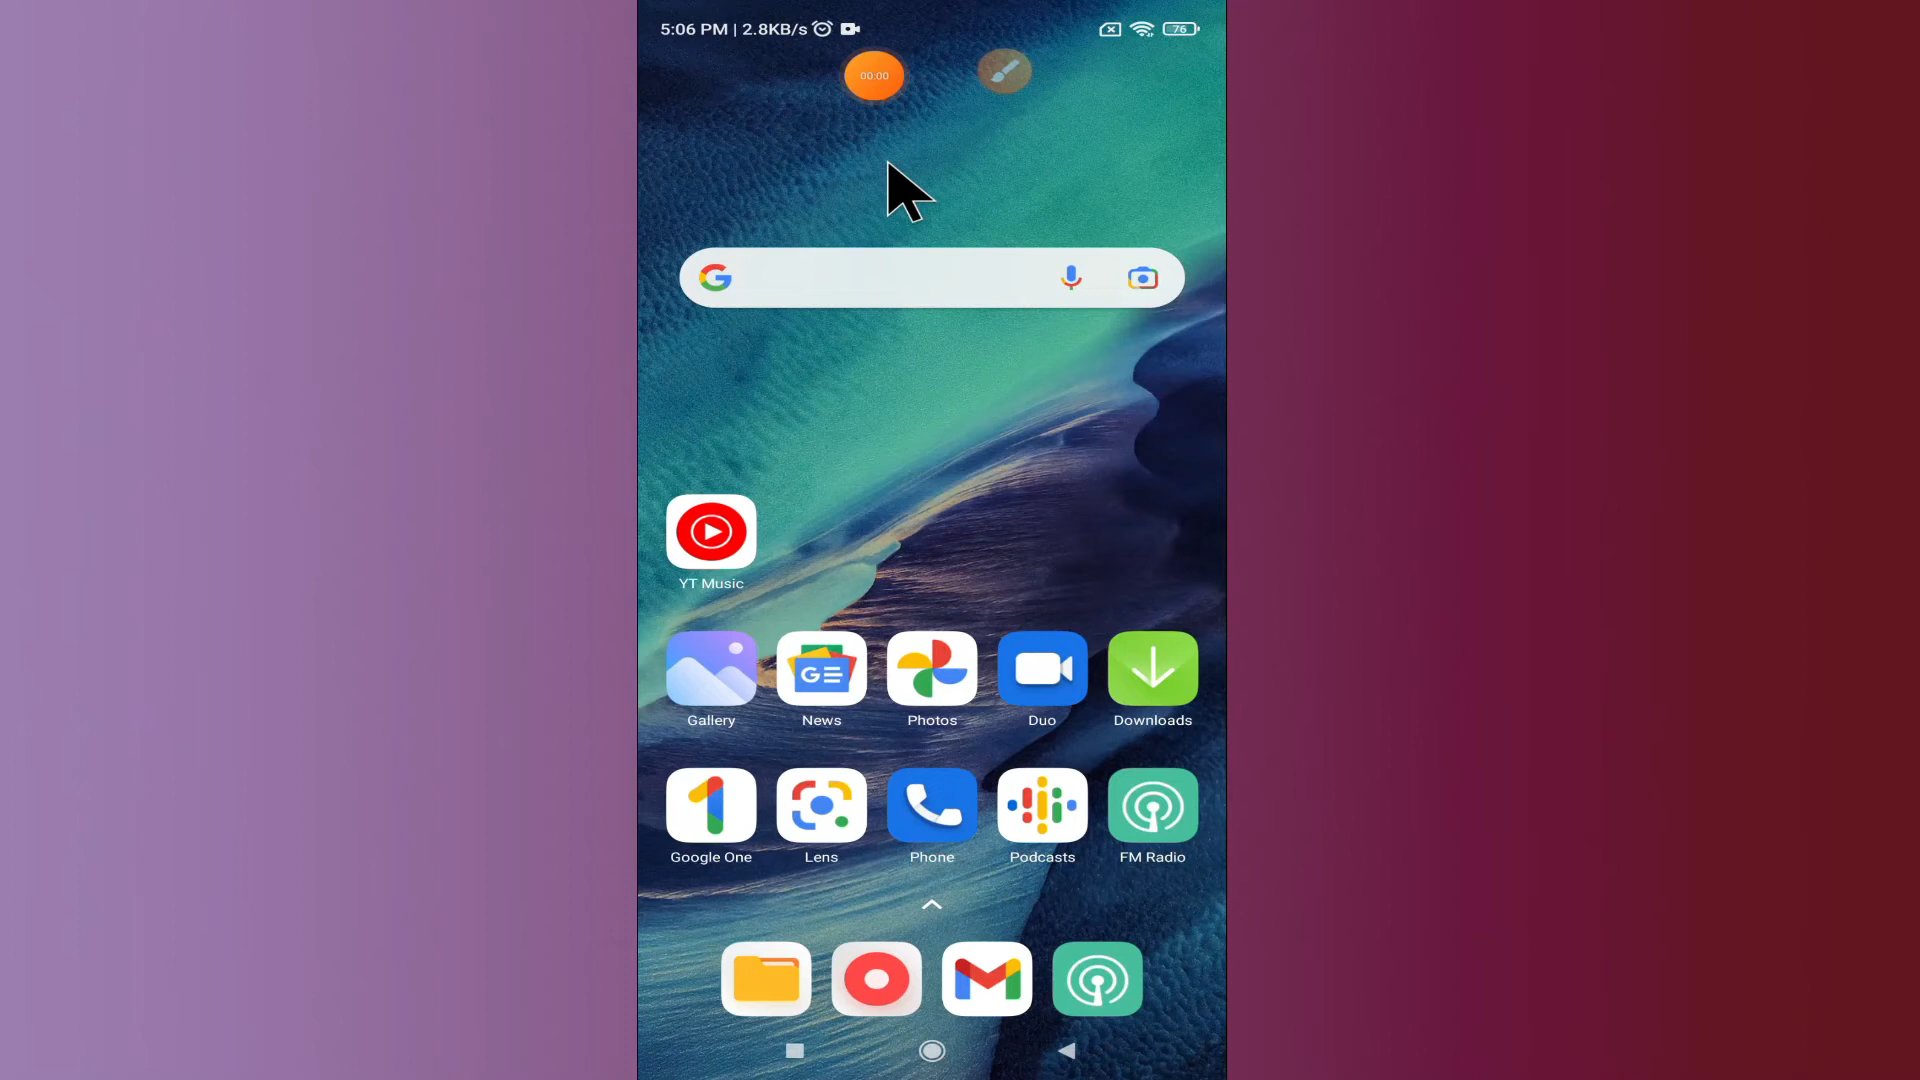 5:06 PM | 2.8KB/s
76
00:00
YT Music
Gallery
News
Photos
Duo
Downloads
Google One
Lens
Phone
Podcasts
FM Radio